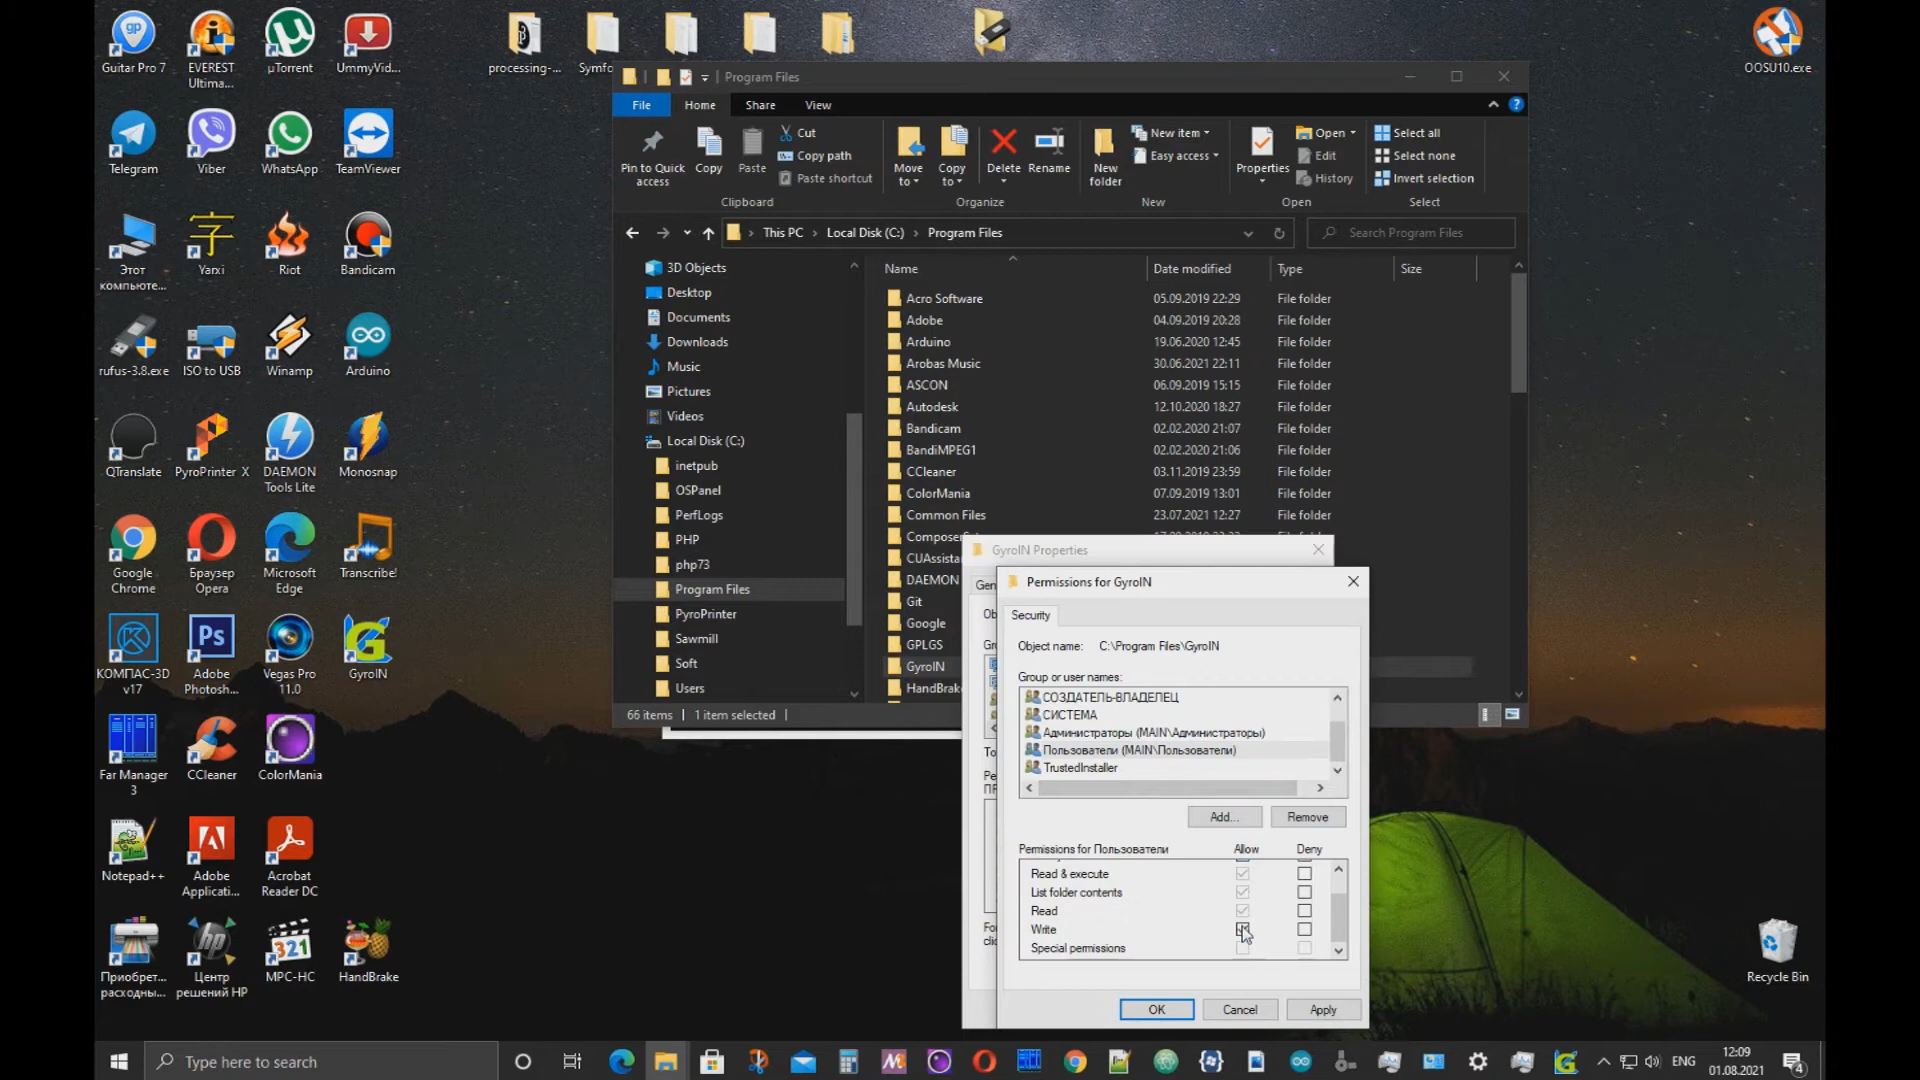 Guitar Pro 7
EVEREST
Ultima...
µTorrent
UmmyVid...
processing-...
OOSU10.exe
Program Files
File
Home
Share
View
Pin to Quick
access
Copy
Paste
Cut
Copy path
Paste shortcut
Clipboard
Move
to
Copy
to
Delete
Rename
Organize
New
folder
New item
Easy access
New
Properties
Open
Edit
History
Open
Select all
Select none
Invert selection
Select
Telegram
Viber
WhatsApp
TeamViewer
This PC
Local Disk (C:)
Program Files
Search Program Files
Этот
компьюте...
Yarxi
Riot
Bandicam
rufus-3.8.exe
ISO to USB
Winamp
Arduino
QTranslate
PyroPrinter X
DAEMON
Tools Lite
Monosnap
Google
Chrome
Браузер
Opera
Microsoft
Edge
Transcribe!
КОМПАС-3D
v17
Adobe
Photosh...
Vegas Pro
11.0
GyroIN
Far Manager
3
CCleaner
ColorMania
Notepad++
Adobe
Applicati...
Acrobat
Reader DC
Приобрет...
расходны...
Центр
решений HP
MPC-HC
HandBrake
3D Objects
Desktop
Documents
Downloads
Music
Pictures
Videos
Local Disk (C:)
inetpub
OSPanel
PerfLogs
PHP
php73
Program Files
PyroPrinter
Sawmill
Soft
Users
Name Date modified Type Size
Acro Software 05.09.2019 22:29 File folder
Adobe 04.09.2019 20:28 File folder
Arduino 19.06.2020 12:45 File folder
Arobas Music 30.06.2021 22:11 File folder
ASCON 06.09.2019 15:15 File folder
Autodesk 12.10.2020 18:27 File folder
Bandicam 02.02.2020 21:07 File folder
BandiMPEG1 02.02.2020 21:06 File folder
CCleaner 03.11.2019 23:59 File folder
ColorMania 07.09.2019 13:01 File folder
Common Files 23.07.2021 12:27 File folder
CUAssista
DAEMON
Git
Google
GPLGS
GyroIN
HandBrake
66 items
1 item selected
GyroIN Properties
Permissions for GyroIN
Security
Object name: C:\Program Files\GyroIN
Group or user names:
СОЗДАТЕЛЬ-ВЛАДЕЛЕЦ
СИСТЕМА
Администраторы (MAIN\Администраторы)
Пользователи (MAIN\Пользователи)
TrustedInstaller
Add...
Remove
Permissions for Пользователи Allow Deny
Read & execute
List folder contents
Read
Write
Special permissions
OK
Cancel
Apply
Recycle Bin
Type here to search
ENG
12:09
01.08.2021
4